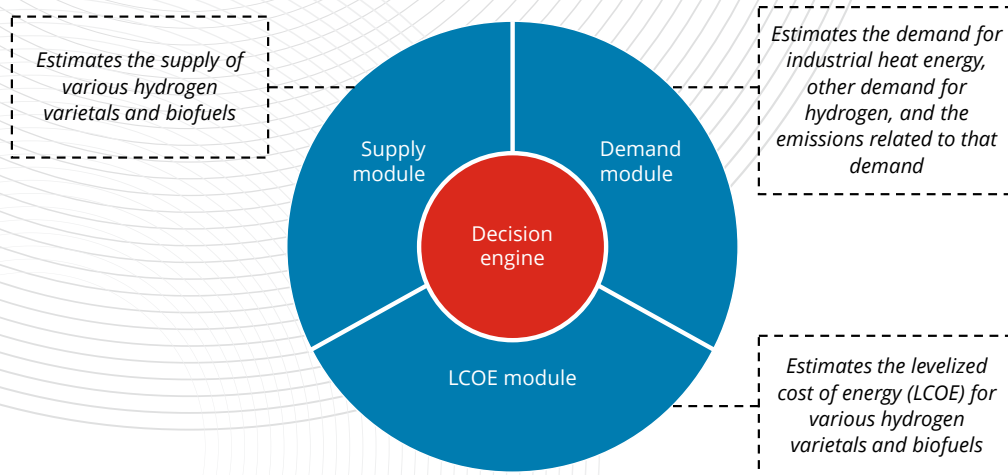 Estimates the supply of
various hydrogen
varietals and biofuels
Estimates the demand for
industrial heat energy,
other demand for
hydrogen, and the
emissions related to that
demand
Supply
module
Demand
module
Decision
engine
LCOE module
Estimates the levelized
cost of energy (LCOE) for
various hydrogen
varietals and biofuels